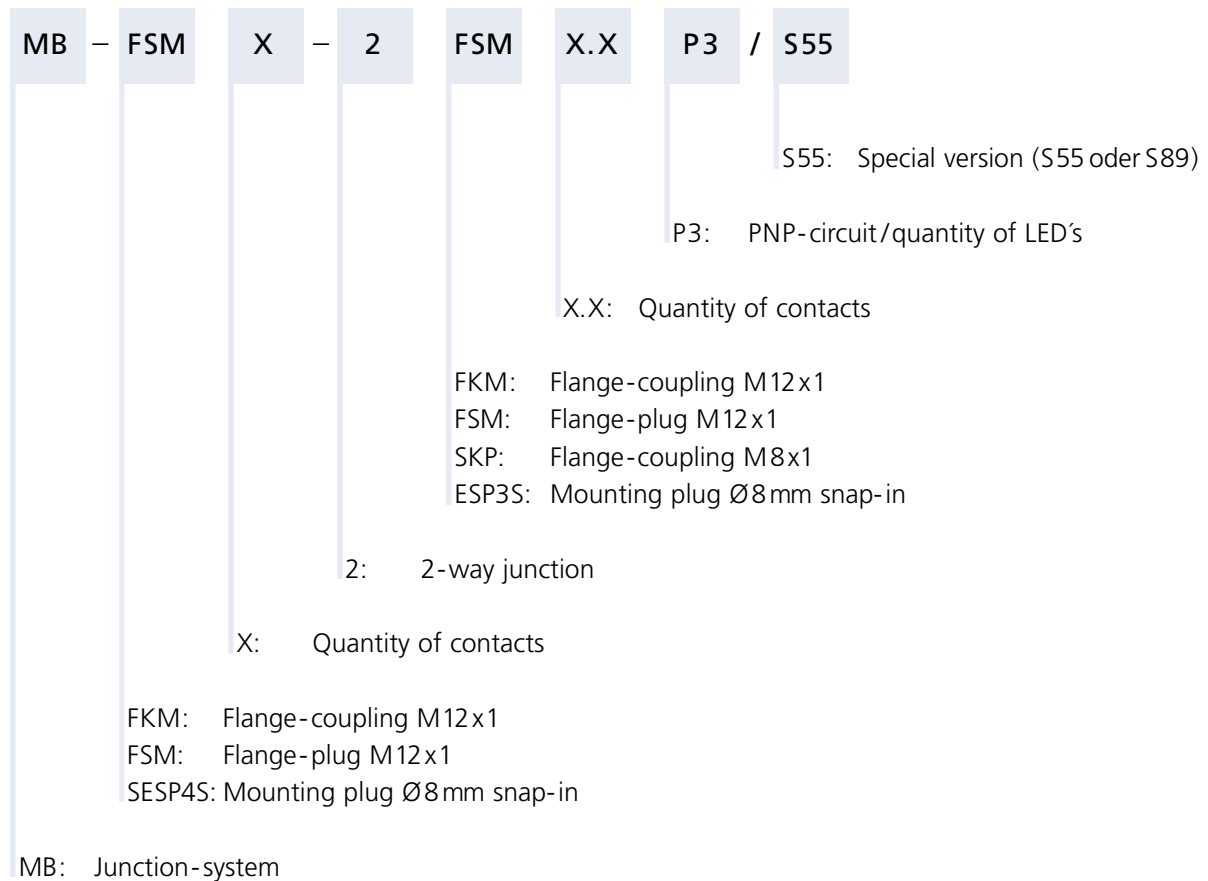 MB – FSM X – 2 FSM X.X P3 / S55
S55: Special version (S55 oder S89)
P3: PNP-circuit/quantity of LED´s
X.X: Quantity of contacts
FKM: Flange-coupling M12x1
FSM: Flange-plug M12x1
SKP: Flange-coupling M8x1
ESP3S: Mounting plug Ø8mm snap-in
2: 2-way junction
X: Quantity of contacts
FKM: Flange-coupling M12x1
FSM: Flange-plug M12x1
SESP4S: Mounting plug Ø8mm snap-in
MB: Junction-system